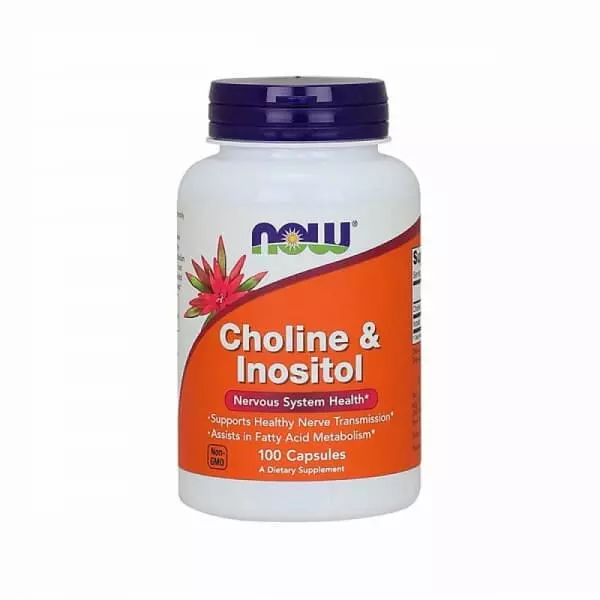 now®
Choline &
Inositol
Nervous System Health*
•Supports Healthy Nerve Transmission*
•Assists in Fatty Acid Metabolism*
Non-
GMO
100 Capsules
A Dietary Supplement